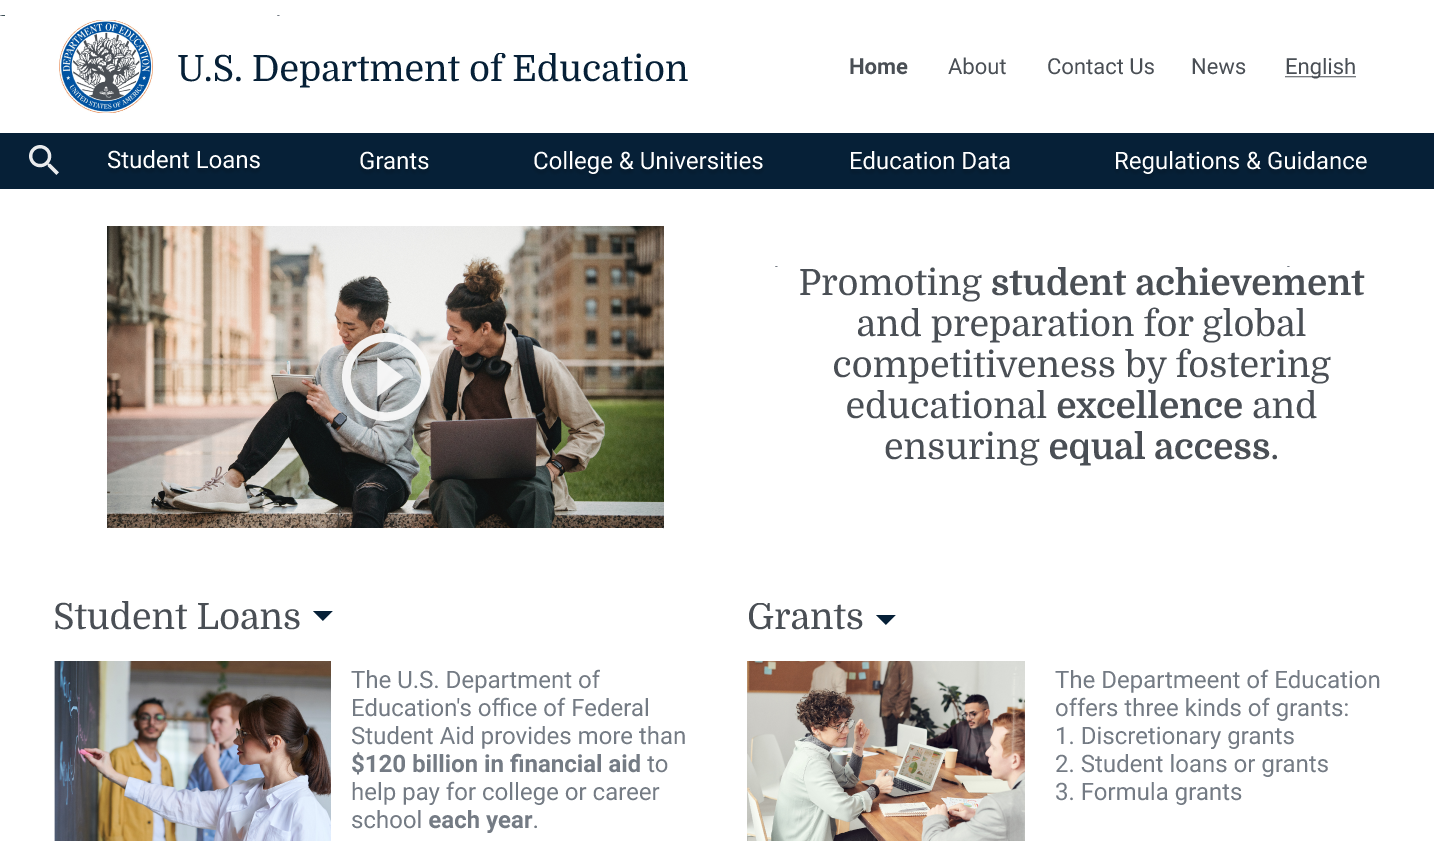 DEPARTMENT OF EDUCATION
UNITED STATES OF AMERICA
U.S. Department of Education
Home About Contact Us News English
Student Loans Grants College & Universities Education Data Regulations & Guidance
Promoting student achievement
and preparation for global
competitiveness by fostering
educational excellence and
ensuring equal access.
Student Loans
The U.S. Department of
Education's office of Federal
Student Aid provides more than
$120 billion in financial aid to
help pay for college or career
school each year.
Grants
The Departmeent of Education
offers three kinds of grants:
1. Discretionary grants
2. Student loans or grants
3. Formula grants